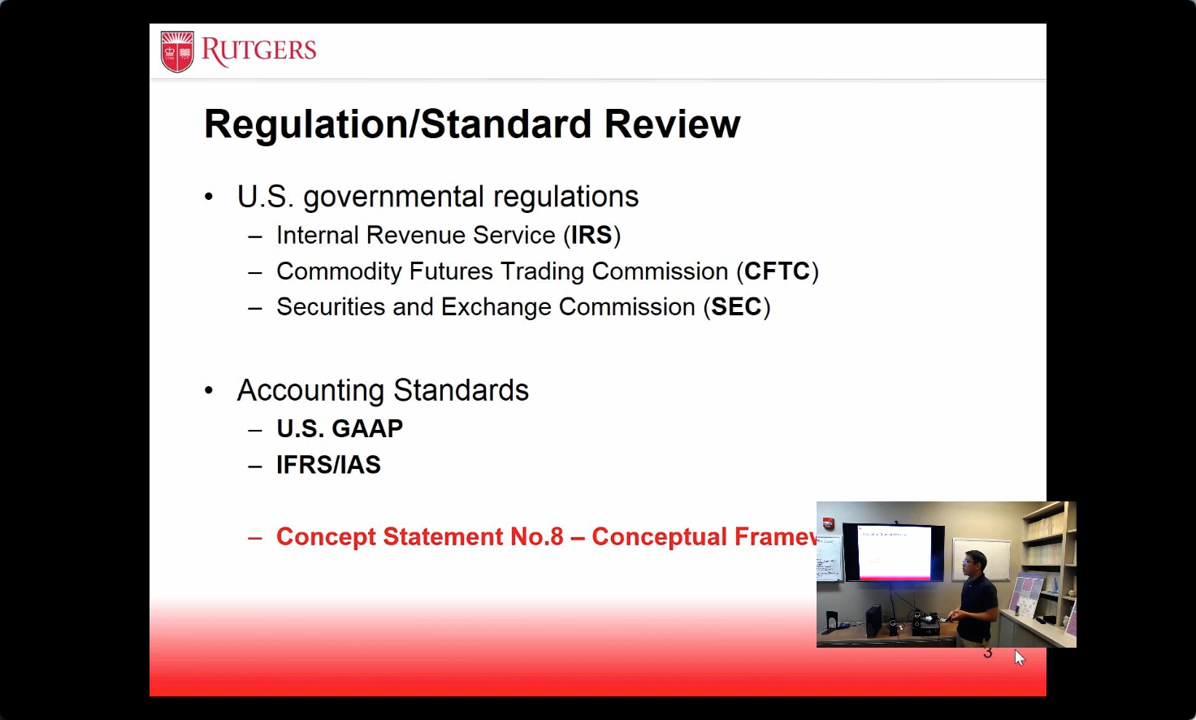 RUTGERS
Regulation/Standard Review
• U.S. governmental regulations
– Internal Revenue Service (IRS)
– Commodity Futures Trading Commission (CFTC)
– Securities and Exchange Commission (SEC)
• Accounting Standards
– U.S. GAAP
– IFRS/IAS
– Concept Statement No.8 – Conceptual
3